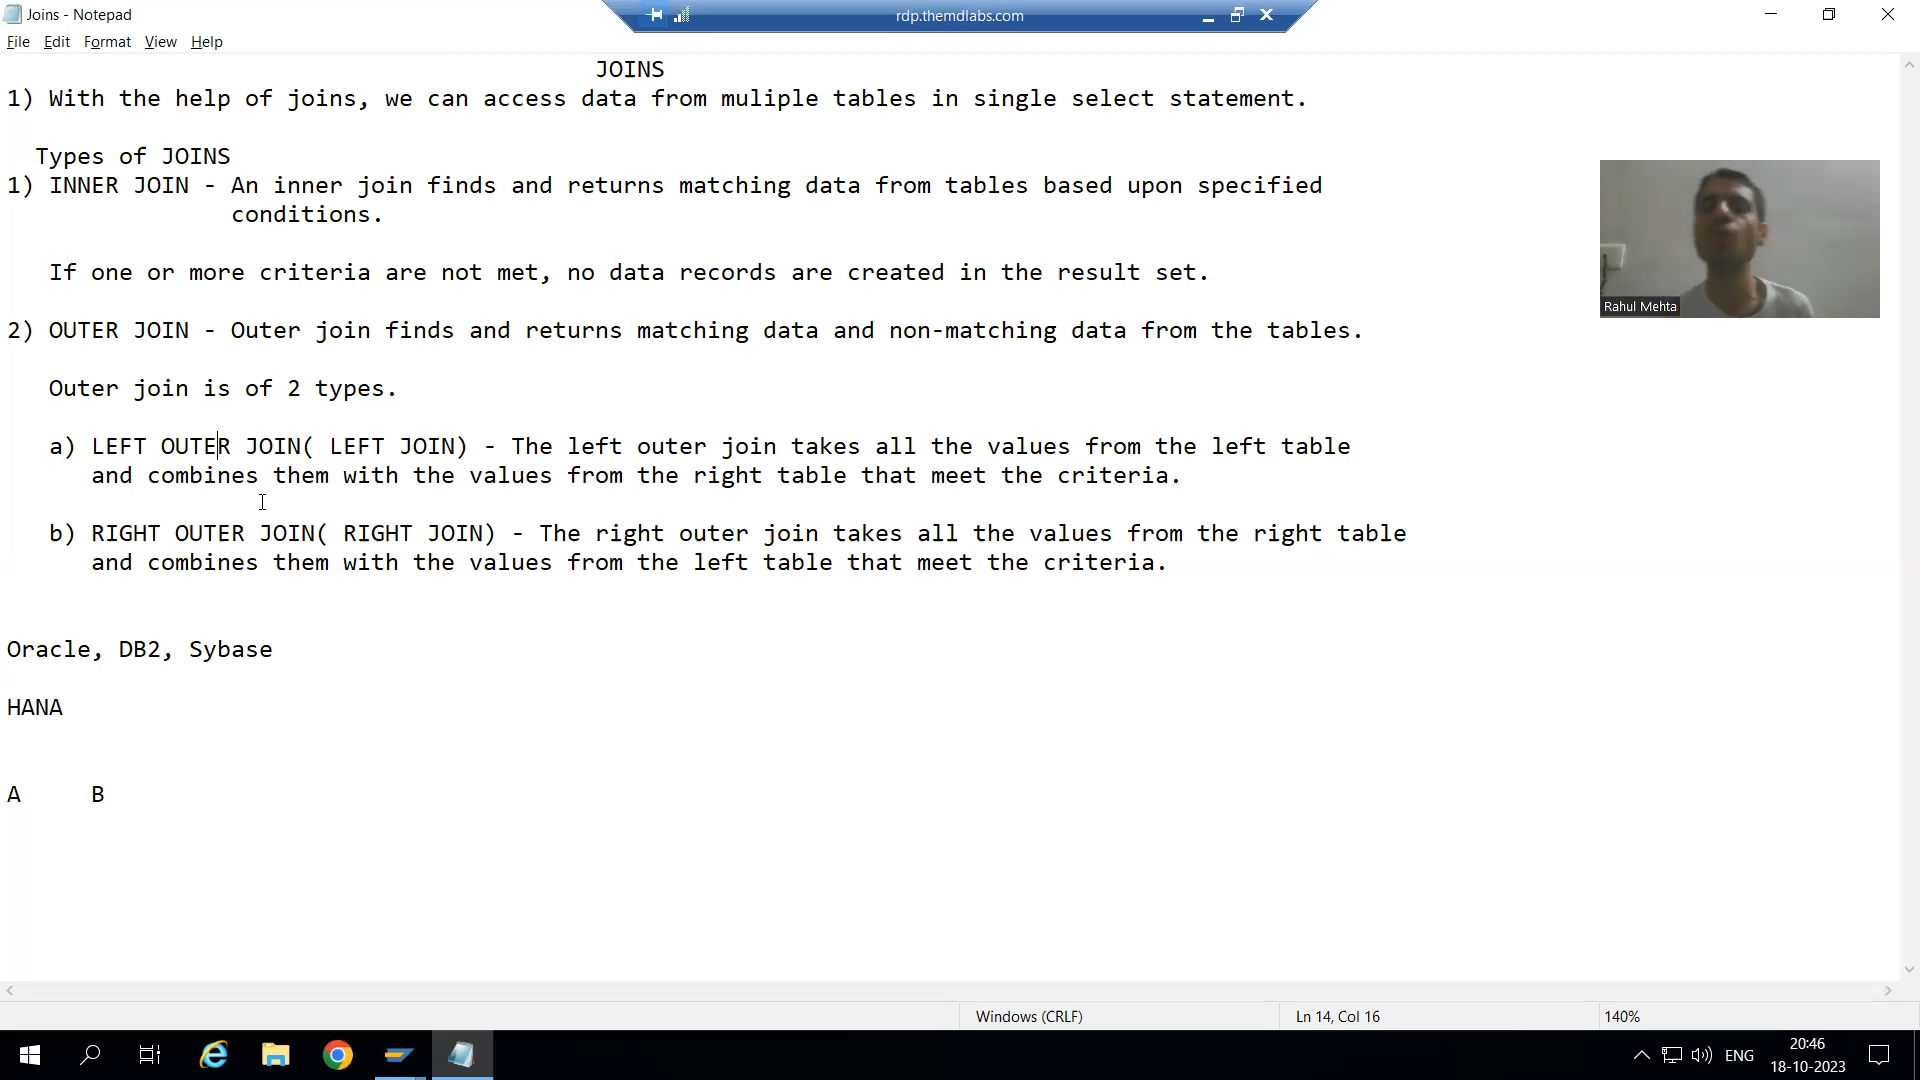 Joins - Notepad
rdp.themdlabs.com
File Edit Format View Help
JOINS
1) With the help of joins, we can access data from muliple tables in single select statement.
Types of JOINS
1) INNER JOIN - An inner join finds and returns matching data from tables based upon specified
conditions.
If one or more criteria are not met, no data records are created in the result set.
Rahul Mehta
2) OUTER JOIN - Outer join finds and returns matching data and non-matching data from the tables.
Outer join is of 2 types.
a) LEFT OUTER JOIN( LEFT JOIN) - The left outer join takes all the values from the left table
and combines them with the values from the right table that meet the criteria.
b) RIGHT OUTER JOIN( RIGHT JOIN) - The right outer join takes all the values from the right table
and combines them with the values from the left table that meet the criteria.
Oracle, DB2, Sybase
HANA
A B
Windows (CRLF) Ln 14, Col 16 140%
ENG
20:46
18-10-2023